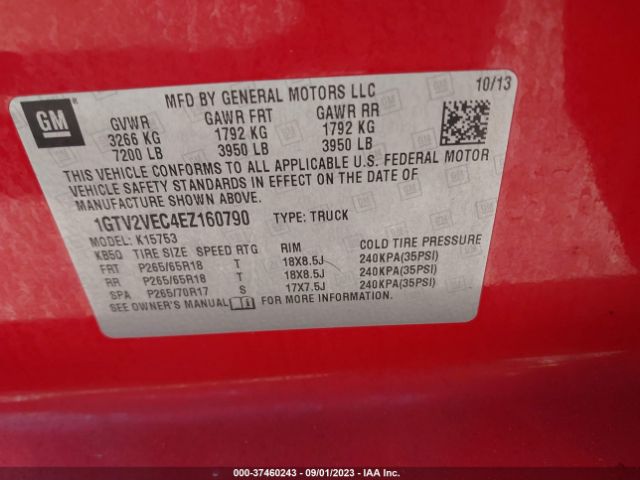 GM
MFD BY GENERAL MOTORS LLC
10/13
GVWR GAWR FRT GAWR RR
3266 KG 1792 KG 1792 KG
7200 LB 3950 LB 3950 LB
THIS VEHICLE CONFORMS TO ALL APPLICABLE U.S. FEDERAL MOTOR
VEHICLE SAFETY STANDARDS IN EFFECT ON THE DATE OF
MANUFACTURE SHOWN ABOVE.
1GTV2VEC4EZ160790 TYPE: TRUCK
MODEL: K15753
KB5Q TIRE SIZE SPEED RTG RIM COLD TIRE PRESSURE
FRT P265/65R18 T 18X8.5J 240KPA(35PSI)
RR P265/65R18 T 18X8.5J 240KPA(35PSI)
SPA P265/70R17 S 17X7.5J 240KPA(35PSI)
SEE OWNER'S MANUAL FOR MORE INFORMATION.
000-37460243 - 09/01/2023 - IAA Inc.